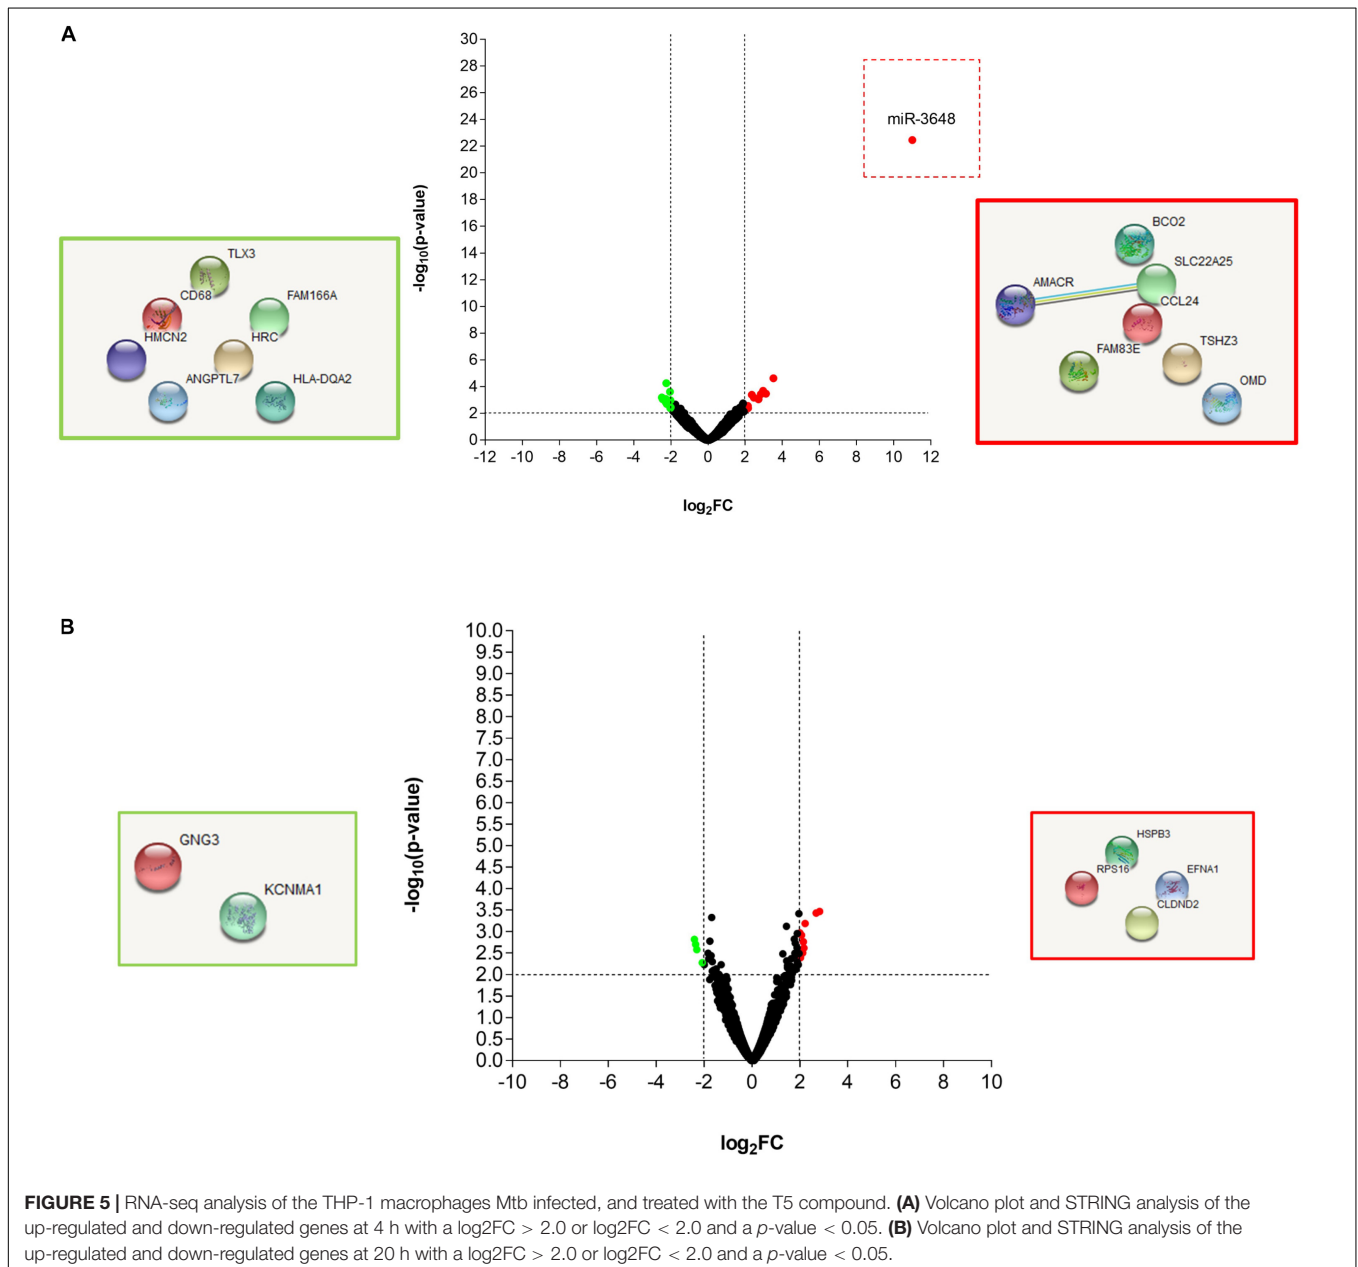 A
30
28
26
24
22
20
18
16
14
12
10
8
6
4
2
0
-log10(p-value)
-12 -10 -8 -6 -4 -2 0 2 4 6 8 10 12
log2FC
miR-3648
TLX3
CD68
FAM166A
HMCN2
HRC
ANGPTL7
HLA-DQA2
BCO2
SLC22A25
AMACR
CCL24
FAM83E
TSHZ3
OMD
B
10.0
9.5
9.0
8.5
8.0
7.5
7.0
6.5
6.0
5.5
5.0
4.5
4.0
3.5
3.0
2.5
2.0
1.5
1.0
0.5
0.0
-log10(p-value)
-10 -8 -6 -4 -2 0 2 4 6 8 10
log2FC
GNG3
KCNMA1
HSPB3
RPS16
EFNA1
CLDND2
FIGURE 5 | RNA-seq analysis of the THP-1 macrophages Mtb infected, and treated with the T5 compound. (A) Volcano plot and STRING analysis of the
up-regulated and down-regulated genes at 4 h with a log2FC > 2.0 or log2FC < 2.0 and a p-value < 0.05. (B) Volcano plot and STRING analysis of the
up-regulated and down-regulated genes at 20 h with a log2FC > 2.0 or log2FC < 2.0 and a p-value < 0.05.